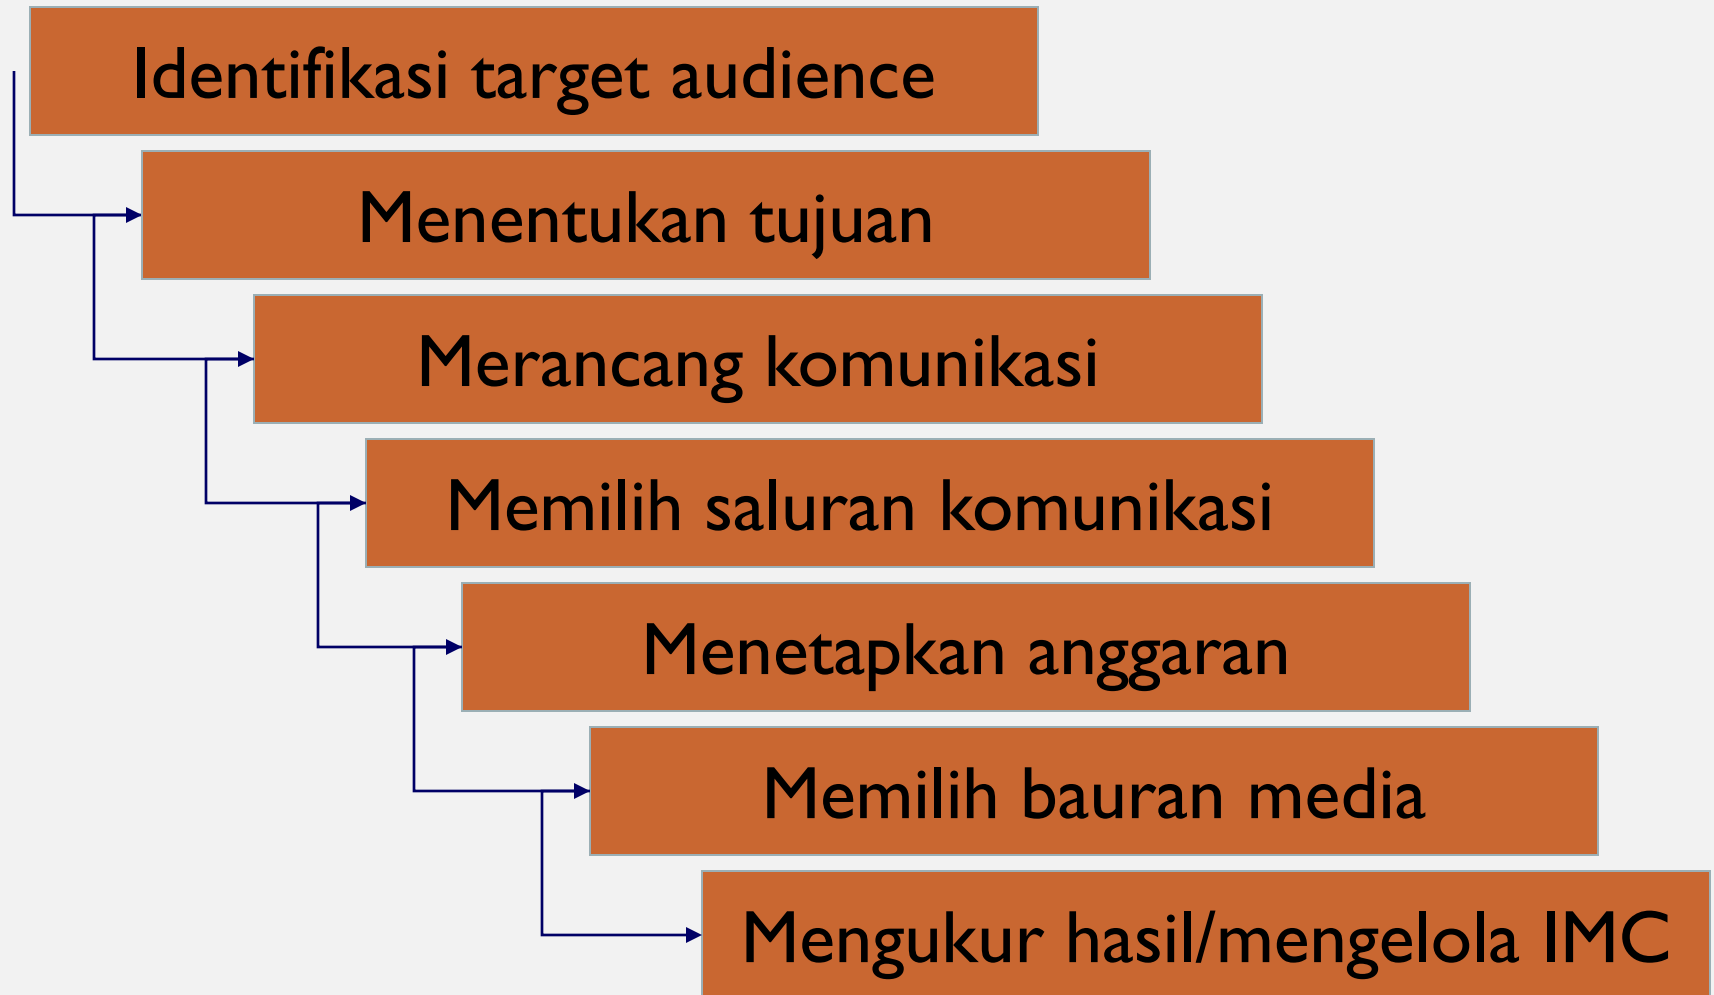 Identifikasi target audience
Menentukan tujuan
Merancang komunikasi
Memilih saluran komunikasi
Menetapkan anggaran
Memilih bauran media
Mengukur hasil/mengelola IMC